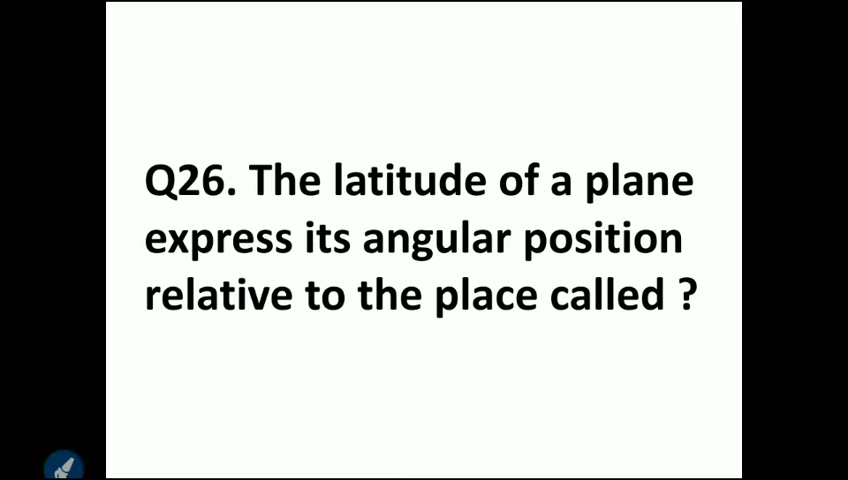 Q26. The latitude of a plane
express its angular position
relative to the place called ?